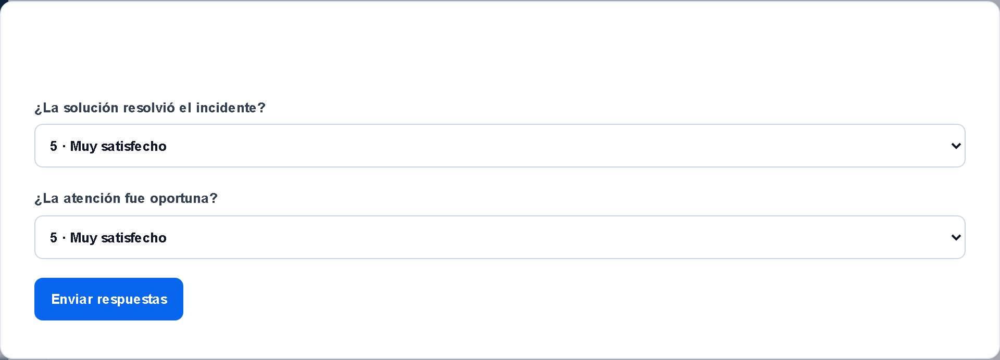 ¿La solución resolvió el incidente?
5 · Muy satisfecho
¿La atención fue oportuna?
5 · Muy satisfecho
Enviar respuestas